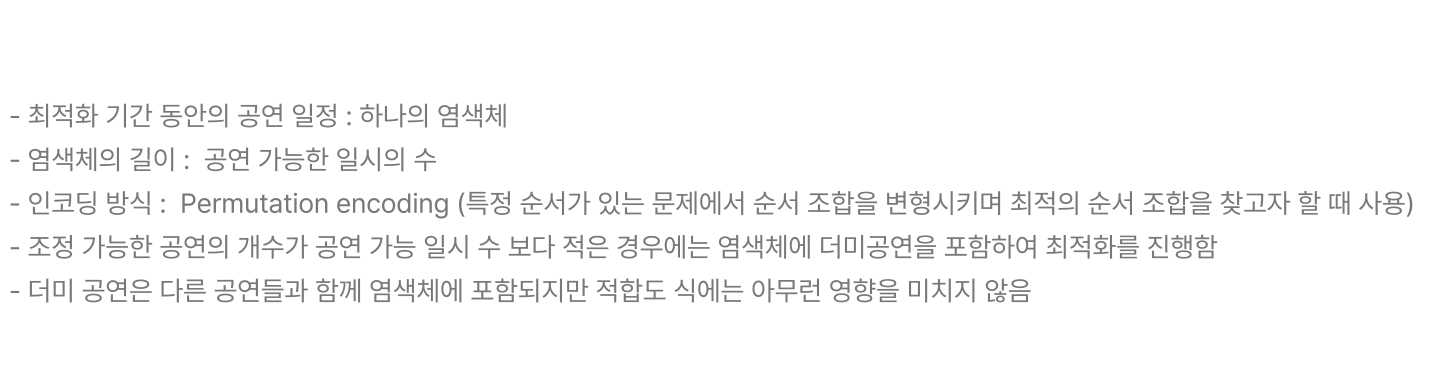 - 최적화 기간 동안의 공연 일정 : 하나의 염색체
- 염색체의 길이 :  공연 가능한 일시의 수
- 인코딩 방식 :  Permutation encoding (특정 순서가 있는 문제에서 순서 조합을 변형시키며 최적의 순서 조합을 찾고자 할 때 사용)
- 조정 가능한 공연의 개수가 공연 가능 일시 수 보다 적은 경우에는 염색체에 더미공연을 포함하여 최적화를 진행함
- 더미 공연은 다른 공연들과 함께 염색체에 포함되지만 적합도 식에는 아무런 영향을 미치지 않음